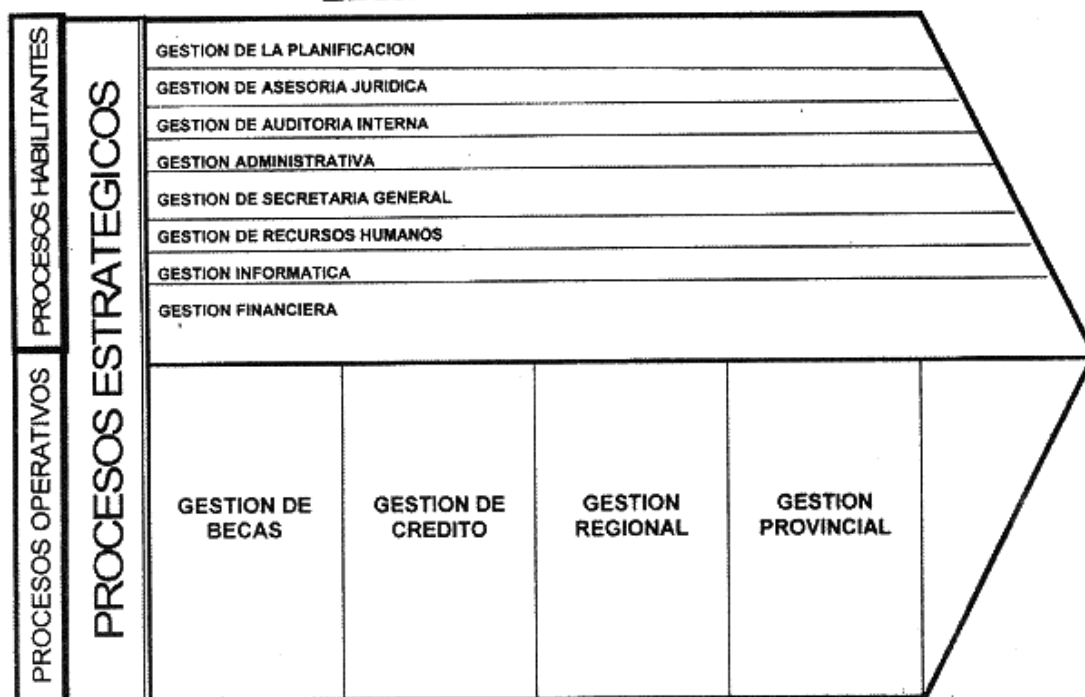 PROCESOS HABILITANTES
PROCESOS OPERATIVOS
PROCESOS ESTRATEGICOS
GESTION DE LA PLANIFICACION
GESTION DE ASESORIA JURIDICA
GESTION DE AUDITORIA INTERNA
GESTION ADMINISTRATIVA
GESTION DE SECRETARIA GENERAL
GESTION DE RECURSOS HUMANOS
GESTION INFORMATICA
GESTION FINANCIERA
GESTION DE
BECAS
GESTION DE
CREDITO
GESTION
REGIONAL
GESTION
PROVINCIAL